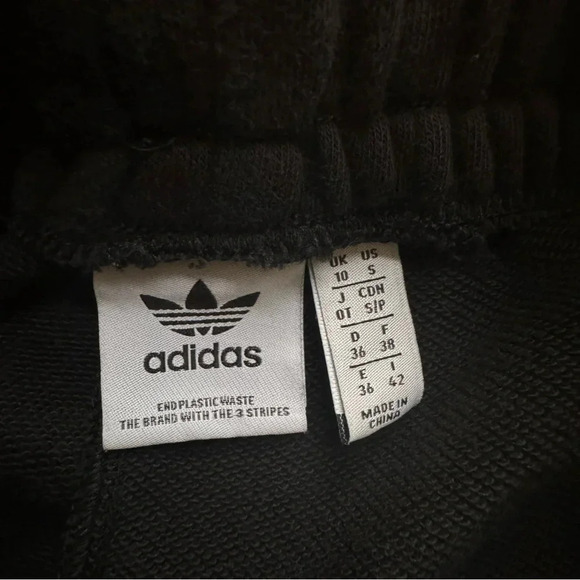 adidas
END PLASTIC WASTE
THE BRAND WITH THE 3 STRIPES
UK US
10 S
J CDN
OT S/P
D F
36 38
E I
36 42
MADE IN
CHINA